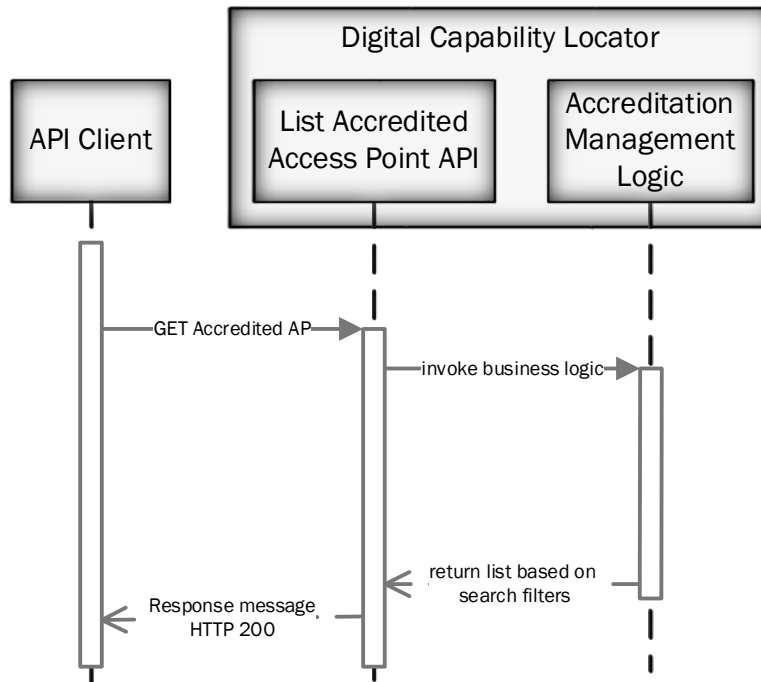 Digital Capability Locator
API Client
List Accredited
Access Point API
Accreditation
Management
Logic
GET Accredited AP
invoke business logic
return list based on
search filters
Response message
HTTP 200